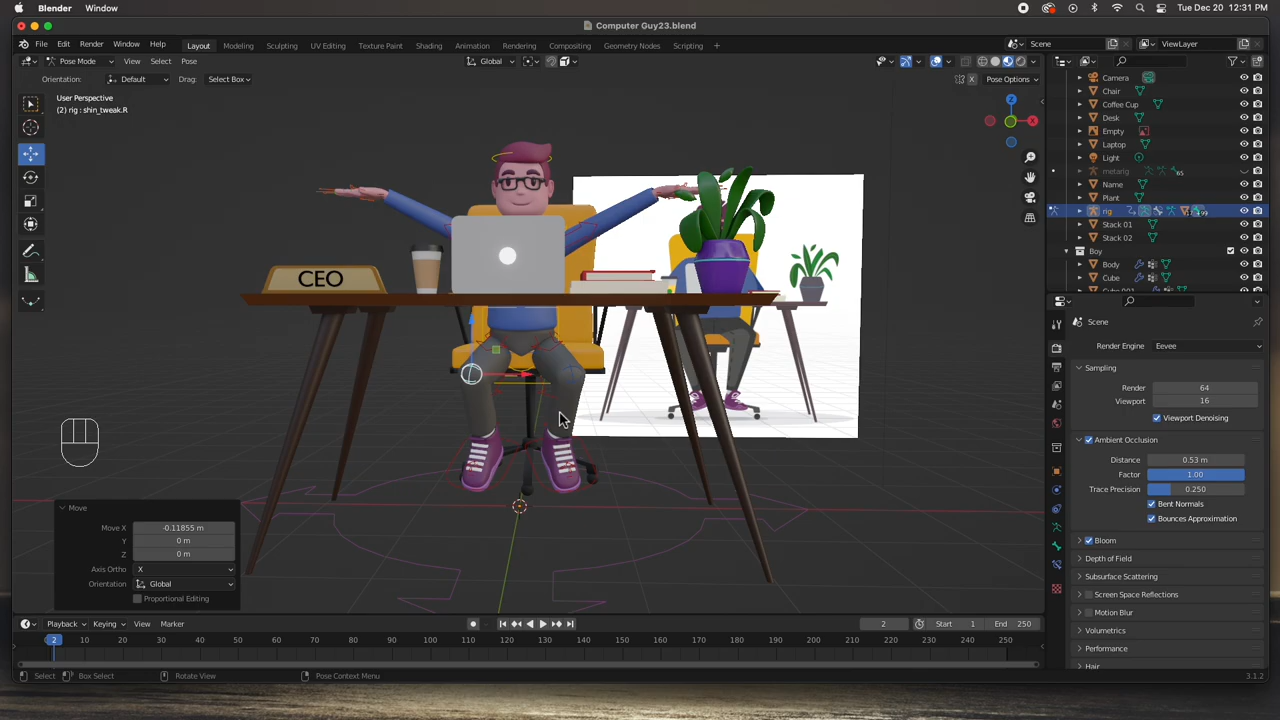 Blender Window Tue Dec 20 12:31 PM
Computer Guy23.blend
File Edit Render Window Help Layout Modeling Sculpting UV Editing Texture Paint Shading Animation Rendering Compositing Geometry Nodes Scripting + Scene ViewLayer
Pose Mode View Select Pose Global
Orientation: Default Drag: Select Box X Pose Options
User Perspective
(2) rig : shin_tweak.R
Z
X
CEO
Camera
Chair
Coffee Cup
Desk
Empty
Laptop
Light
metarig 65
Name
Plant
rig
Stack 01
Stack 02
Boy
Body
Cube
Cube.001
Scene
Render Engine Eevee
Sampling
Render 64
Viewport 16
Viewport Denoising
Ambient Occlusion
Distance 0.53 m
Factor 1.00
Trace Precision 0.250
Bent Normals
Bounces Approximation
Bloom
Depth of Field
Subsurface Scattering
Screen Space Reflections
Motion Blur
Volumetrics
Performance
Hair
Move
Move X -0.11855 m
Y 0 m
Z 0 m
Axis Ortho X
Orientation Global
Proportional Editing
Playback Keying View Marker 2 Start 1 End 250
2 10 20 30 40 50 60 70 80 90 100 110 120 130 140 150 160 170 180 190 200 210 220 230 240 250
Select Box Select Rotate View Pose Context Menu 3.1.2